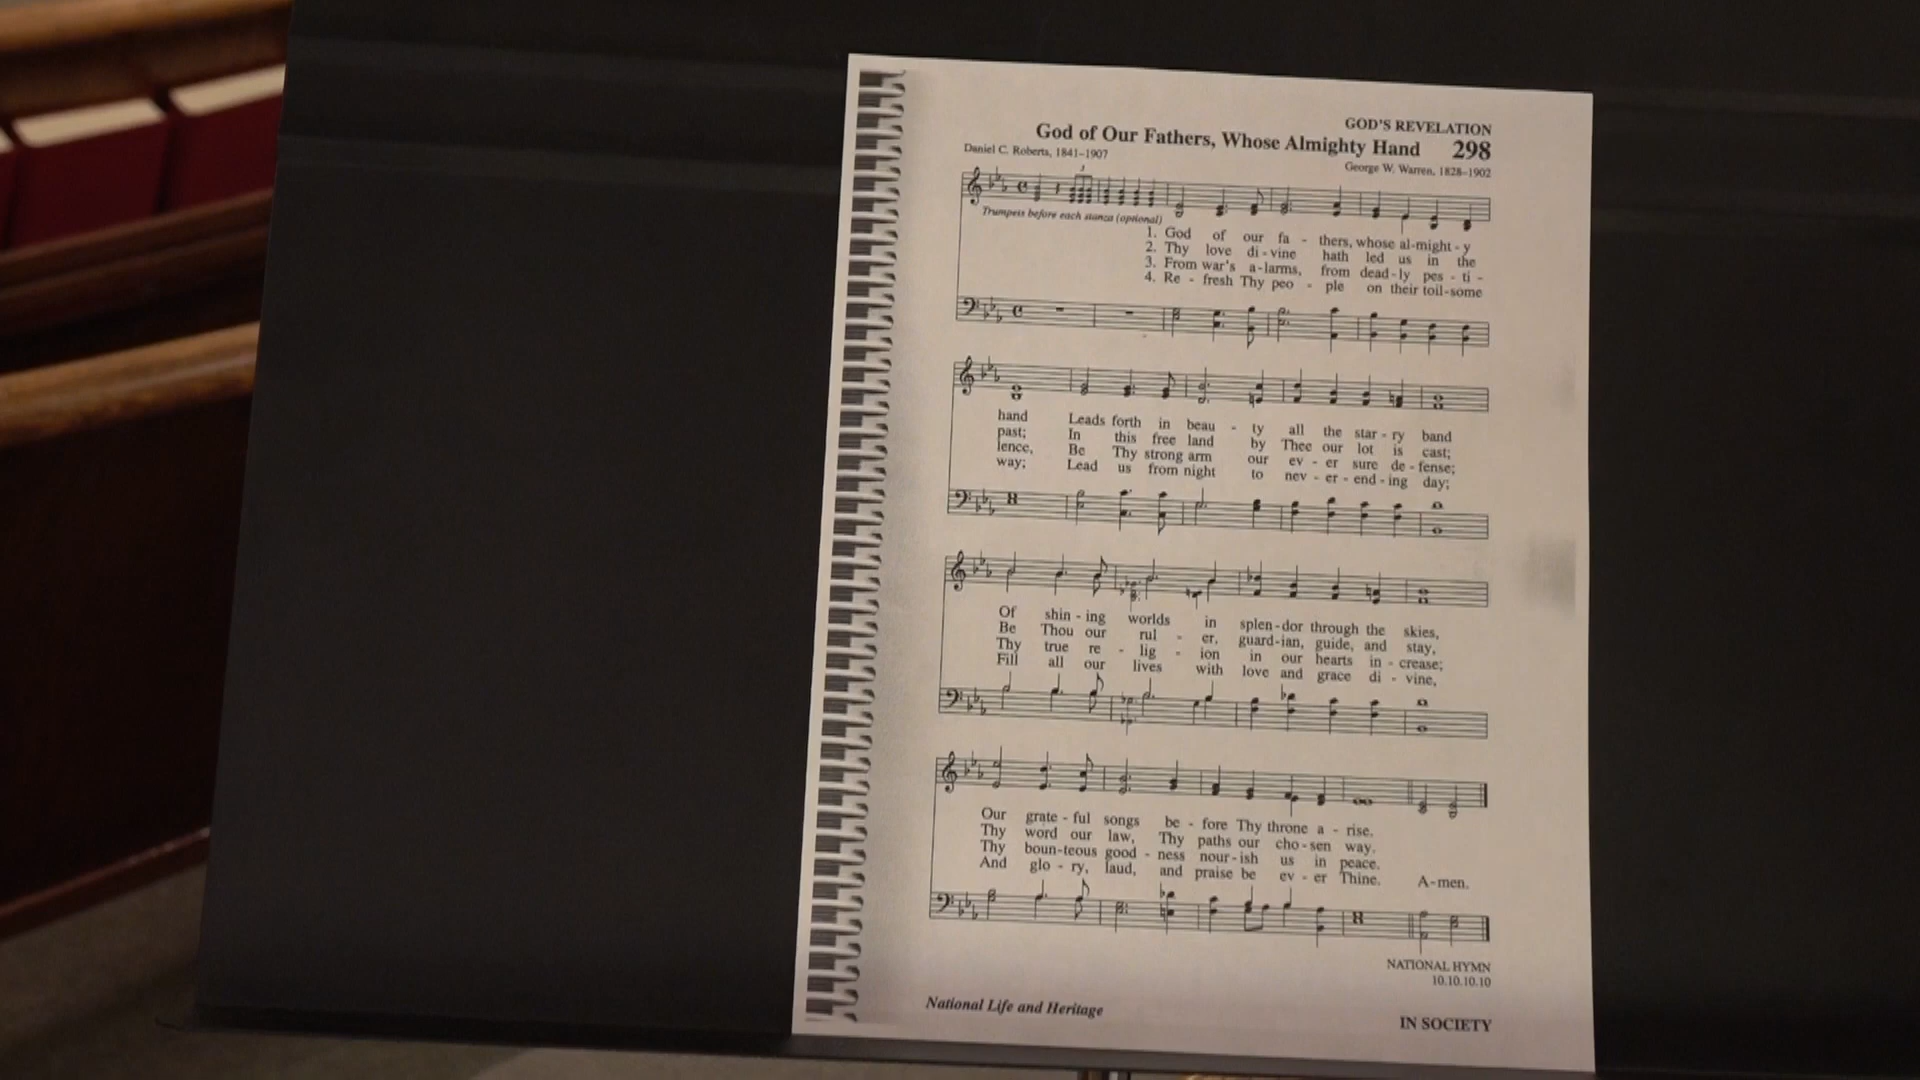 GOD'S REVELATION
God of Our Fathers, Whose Almighty Hand 298
Daniel C. Roberts, 1841–1907
George W. Warren, 1828–1902
3
Trumpets before each stanza (optional)
1. God of our fa - thers, whose al-might - y
2. Thy love di - vine hath led us in the
3. From war's a-larms, from dead-ly pes - ti -
4. Re - fresh Thy peo - ple on their toil-some
hand Leads forth in beau - ty all the star - ry band
past; In this free land by Thee our lot is cast;
lence, Be Thy strong arm our ev - er sure de - fense;
way; Lead us from night to nev - er - end - ing day;
Of shin - ing worlds in splen - dor through the skies,
Be Thou our rul - er, guard-ian, guide, and stay,
Thy true re - lig - ion in our hearts in - crease;
Fill all our lives with love and grace di - vine,
Our grate - ful songs be - fore Thy throne a - rise.
Thy word our law, Thy paths our cho - sen way.
Thy boun-teous good - ness nour-ish us in peace.
And glo - ry, laud, and praise be ev - er Thine. A-men.
NATIONAL HYMN
10.10.10.10
National Life and Heritage
IN SOCIETY